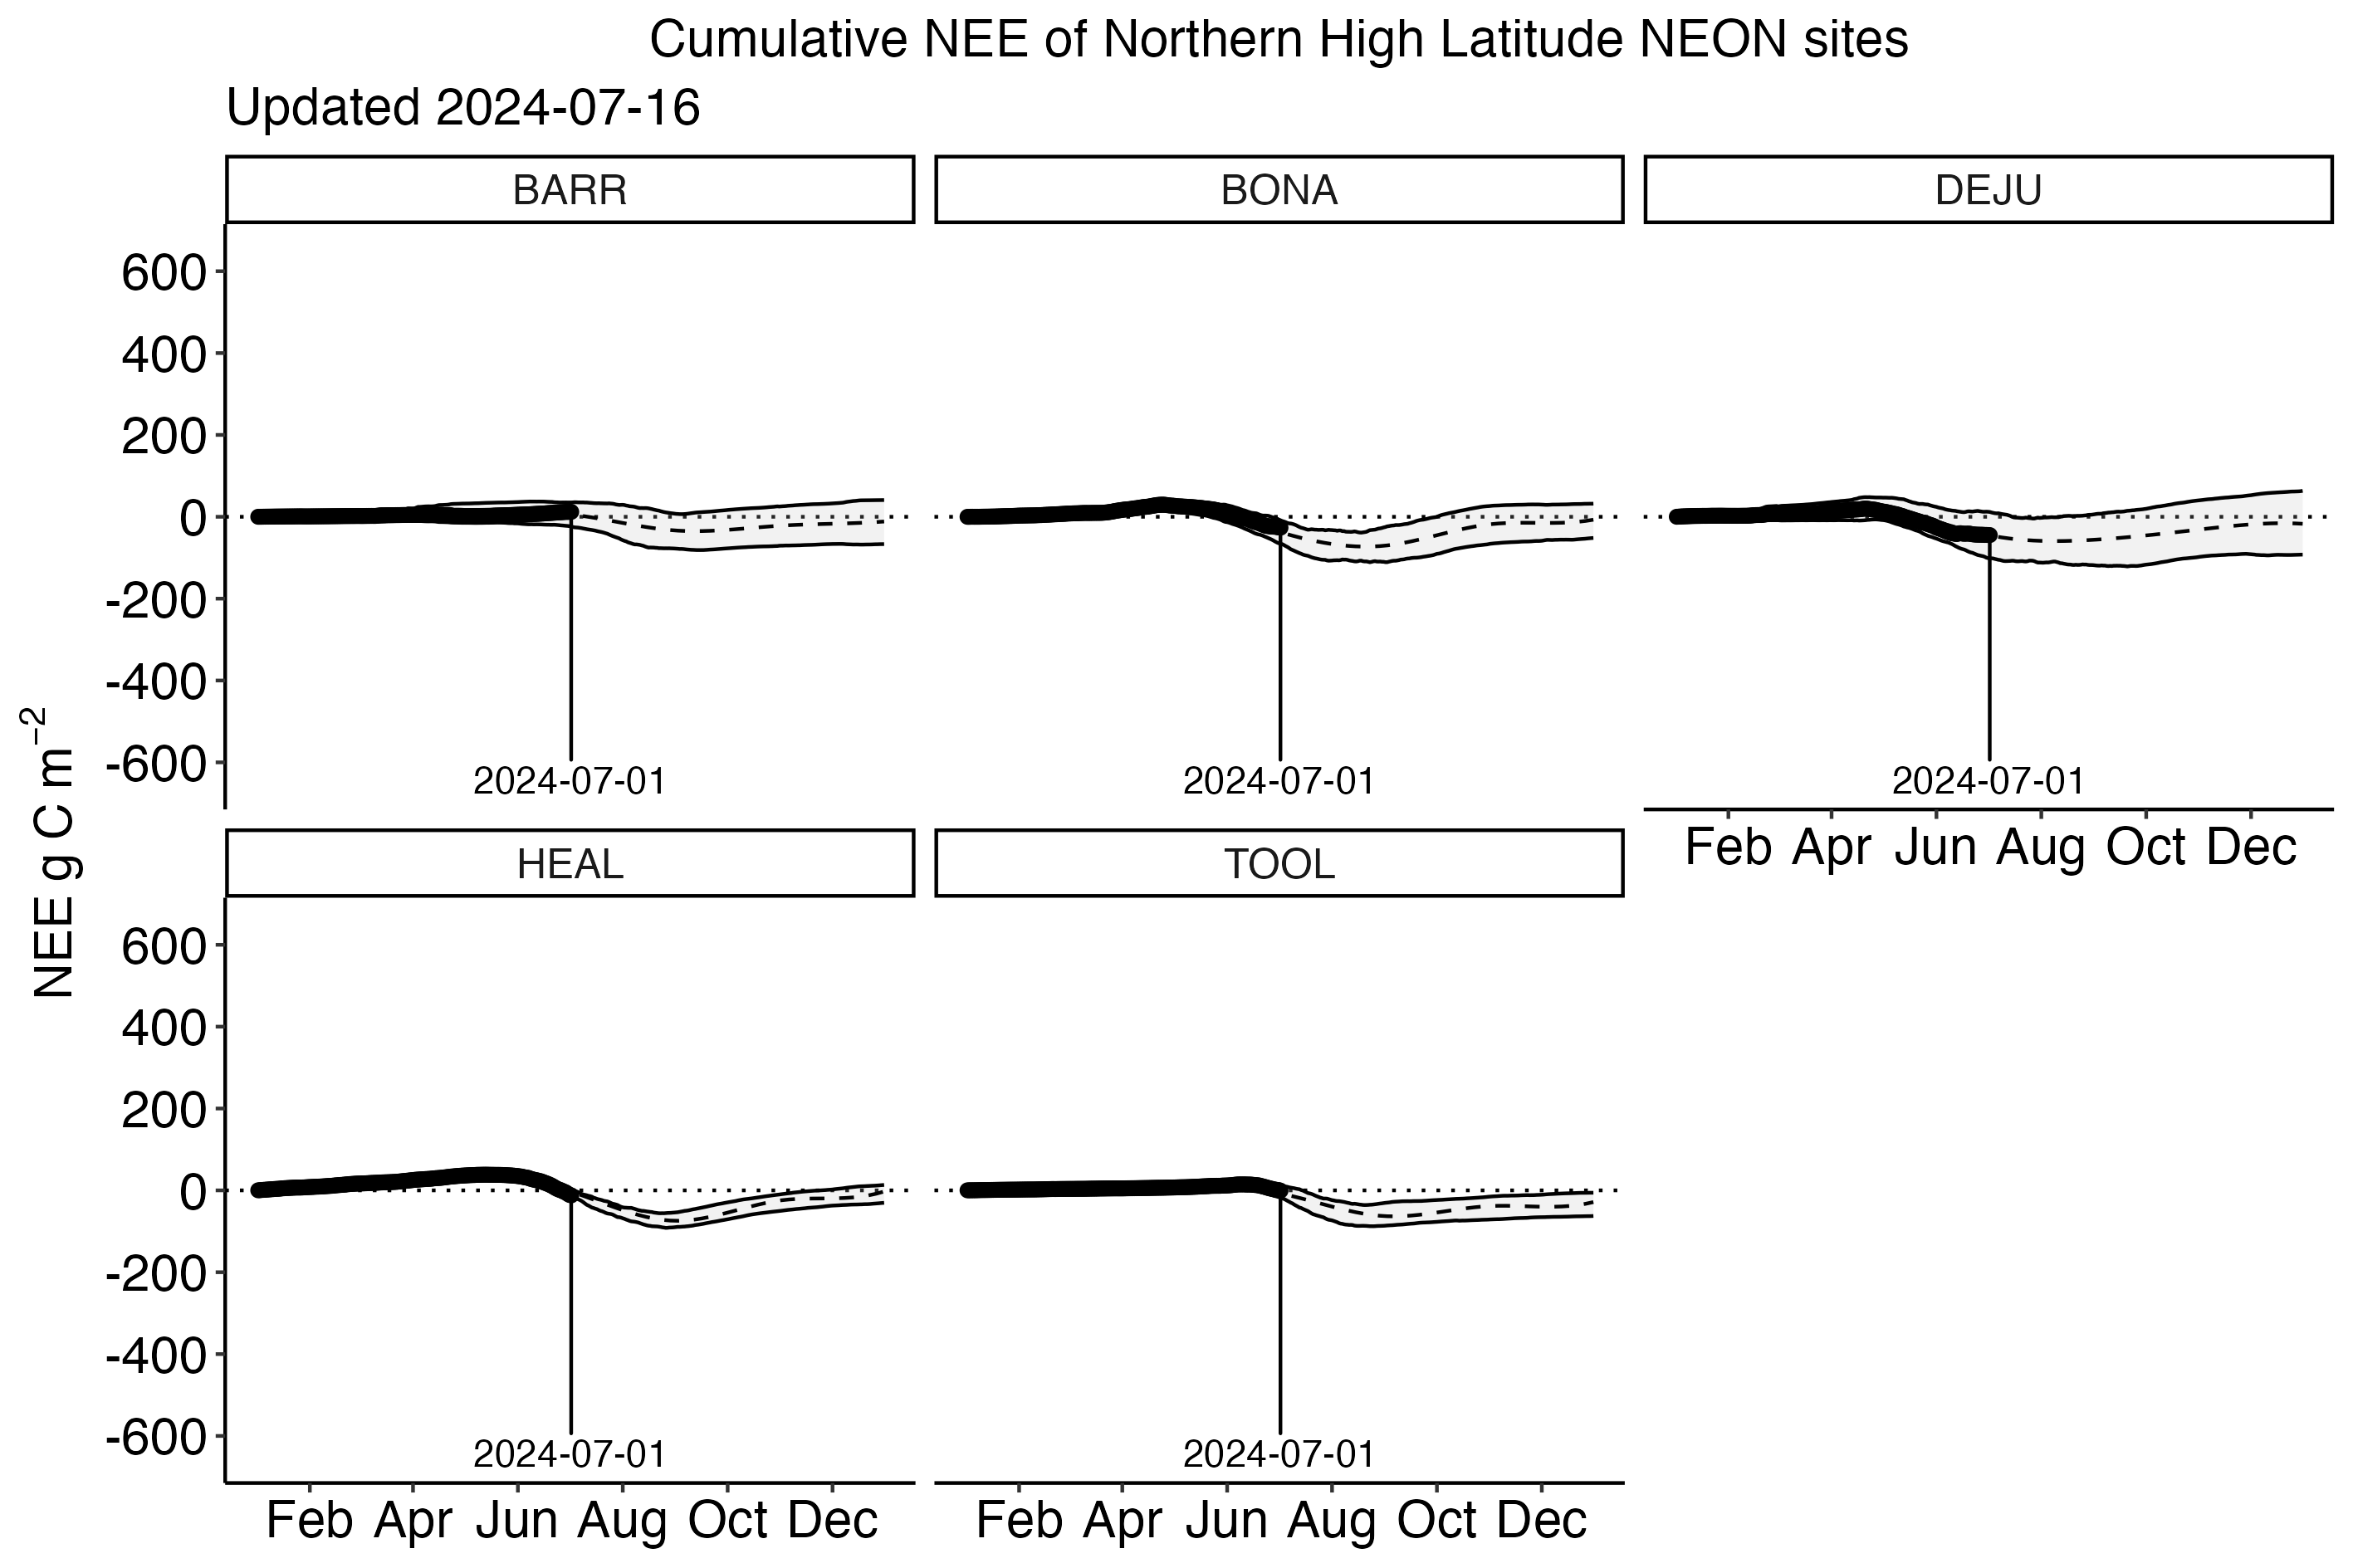 Cumulative NEE of Northern High Latitude NEON sites
Updated 2024-07-16
BARR
BONA
DEJU
600
400
200
0
-200
-400
-600
2024-07-01
2024-07-01
2024-07-01
Feb Apr Jun Aug Oct Dec
NEE g C m⁻²
HEAL
TOOL
600
400
200
0
-200
-400
-600
2024-07-01
2024-07-01
Feb Apr Jun Aug Oct Dec
Feb Apr Jun Aug Oct Dec